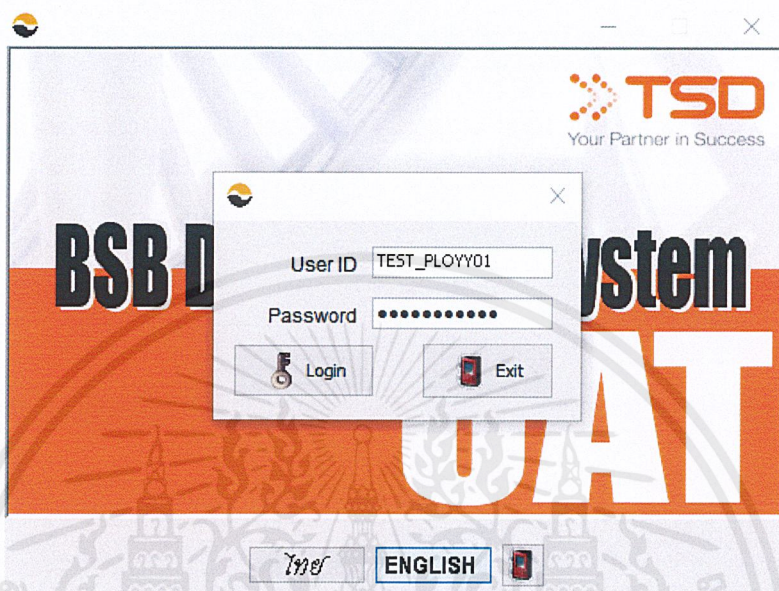 TSD
Your Partner in Success
BSB D ystem
User ID TEST_PLOYY01
Password •••••••••••
Login Exit
UAT
ไทย ENGLISH